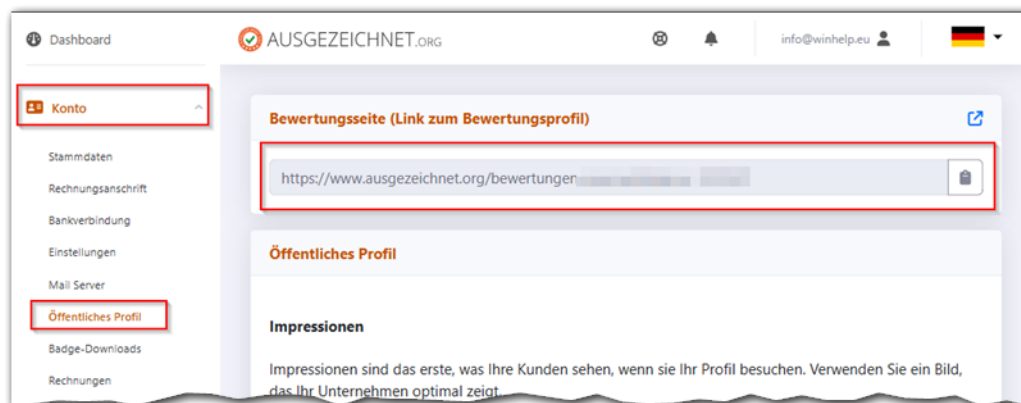 Dashboard
AUSGEZEICHNET.ORG
info@winhelp.eu
Konto
Stammdaten
Rechnungsanschrift
Bankverbindung
Einstellungen
Mail Server
Öffentliches Profil
Badge-Downloads
Rechnungen
Bewertungsseite (Link zum Bewertungsprofil)
https://www.ausgezeichnet.org/bewertungen
Öffentliches Profil
Impressionen
Impressionen sind das erste, was Ihre Kunden sehen, wenn sie Ihr Profil besuchen. Verwenden Sie ein Bild,
das Ihr Unternehmen optimal zeigt.